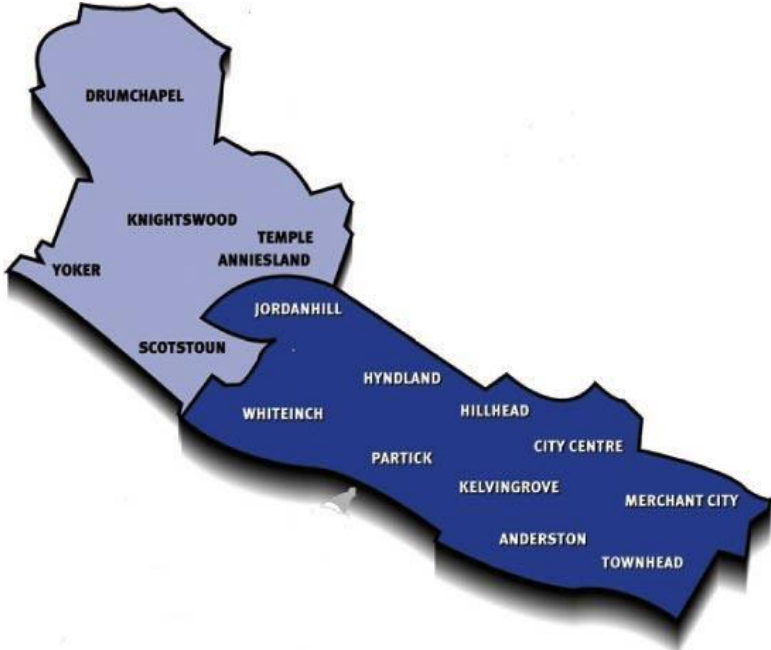 DRUMCHAPEL
KNIGHTSWOOD
TEMPLE
ANNIESLAND
YOKER
JORDANHILL
SCOTSTOUN
HYNDLAND
HILLHEAD
WHITEINCH
CITY CENTRE
PARTICK
KELVINGROVE
MERCHANT CITY
ANDERSTON
TOWNHEAD